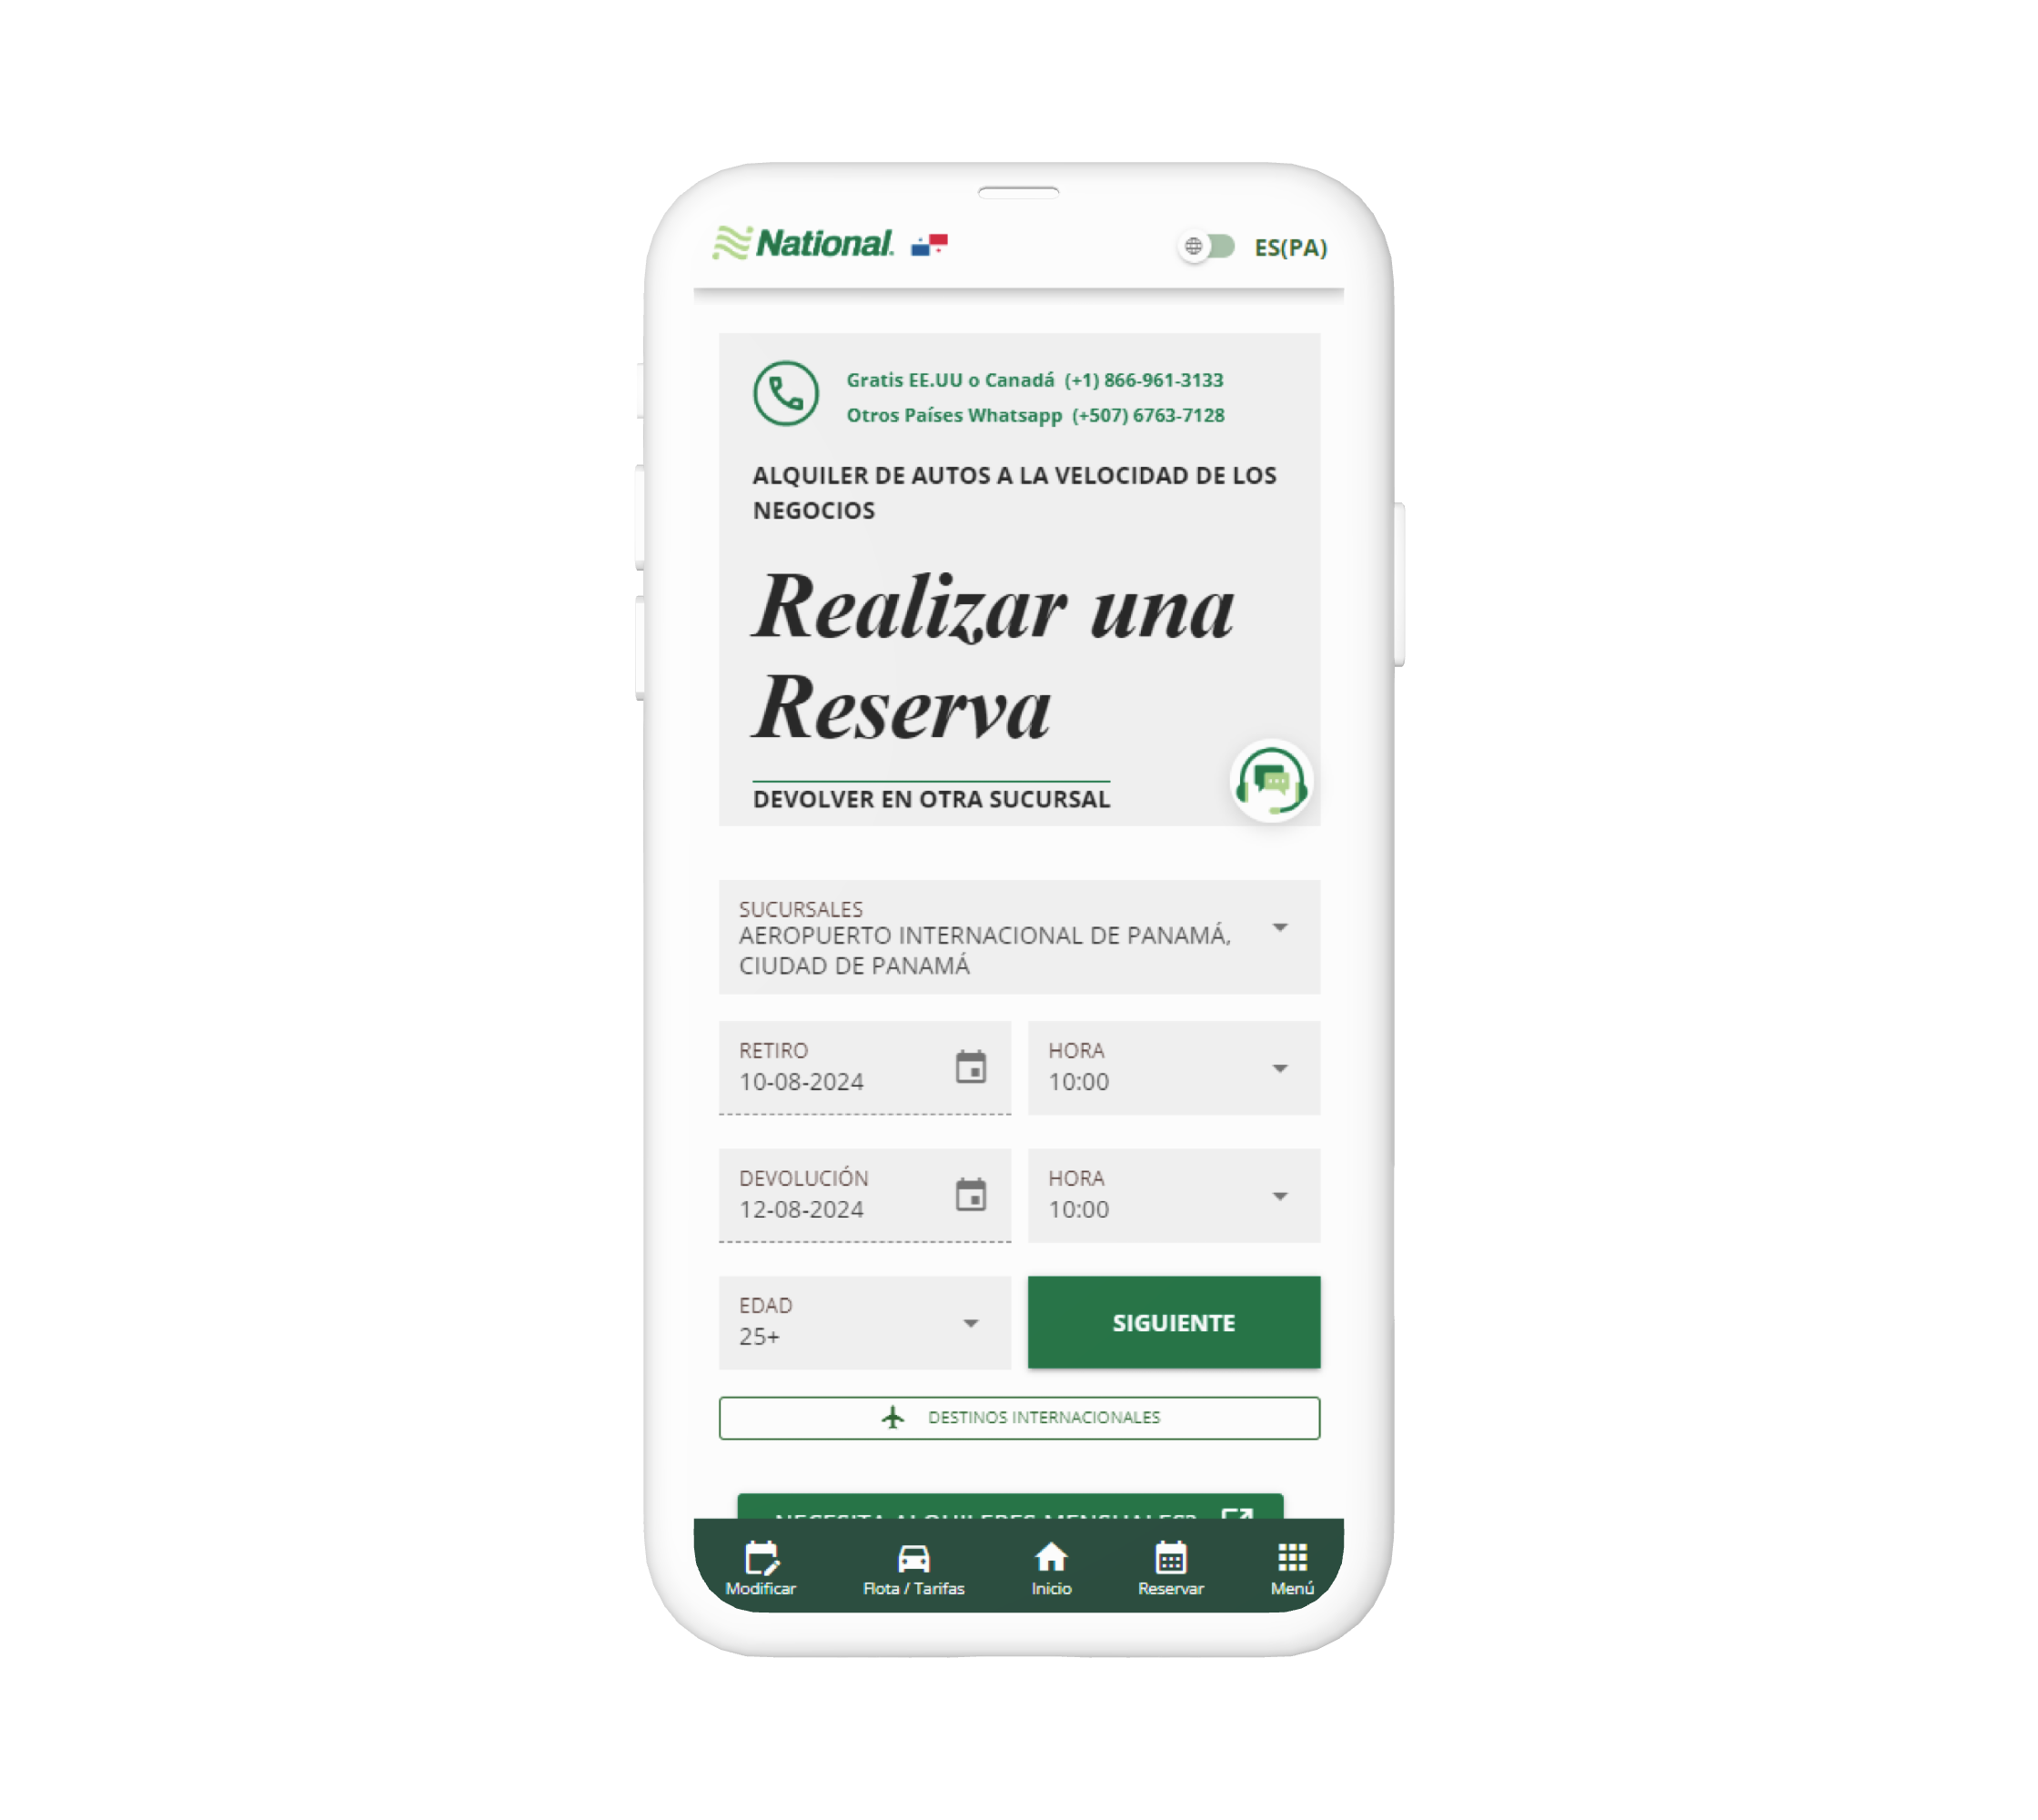 National.
ES(PA)
Gratis EE.UU o Canadá (+1) 866-961-3133
Otros Países Whatsapp (+507) 6763-7128
ALQUILER DE AUTOS A LA VELOCIDAD DE LOS
NEGOCIOS
Realizar una
Reserva
DEVOLVER EN OTRA SUCURSAL
SUCURSALES
AEROPUERTO INTERNACIONAL DE PANAMÁ,
CIUDAD DE PANAMÁ
RETIRO
10-08-2024
HORA
10:00
DEVOLUCIÓN
12-08-2024
HORA
10:00
EDAD
25+
SIGUIENTE
DESTINOS INTERNACIONALES
NECESITA ALQUILERES MENSUALES?
Modificar
Flota / Tarifas
Inicio
Reservar
Menú